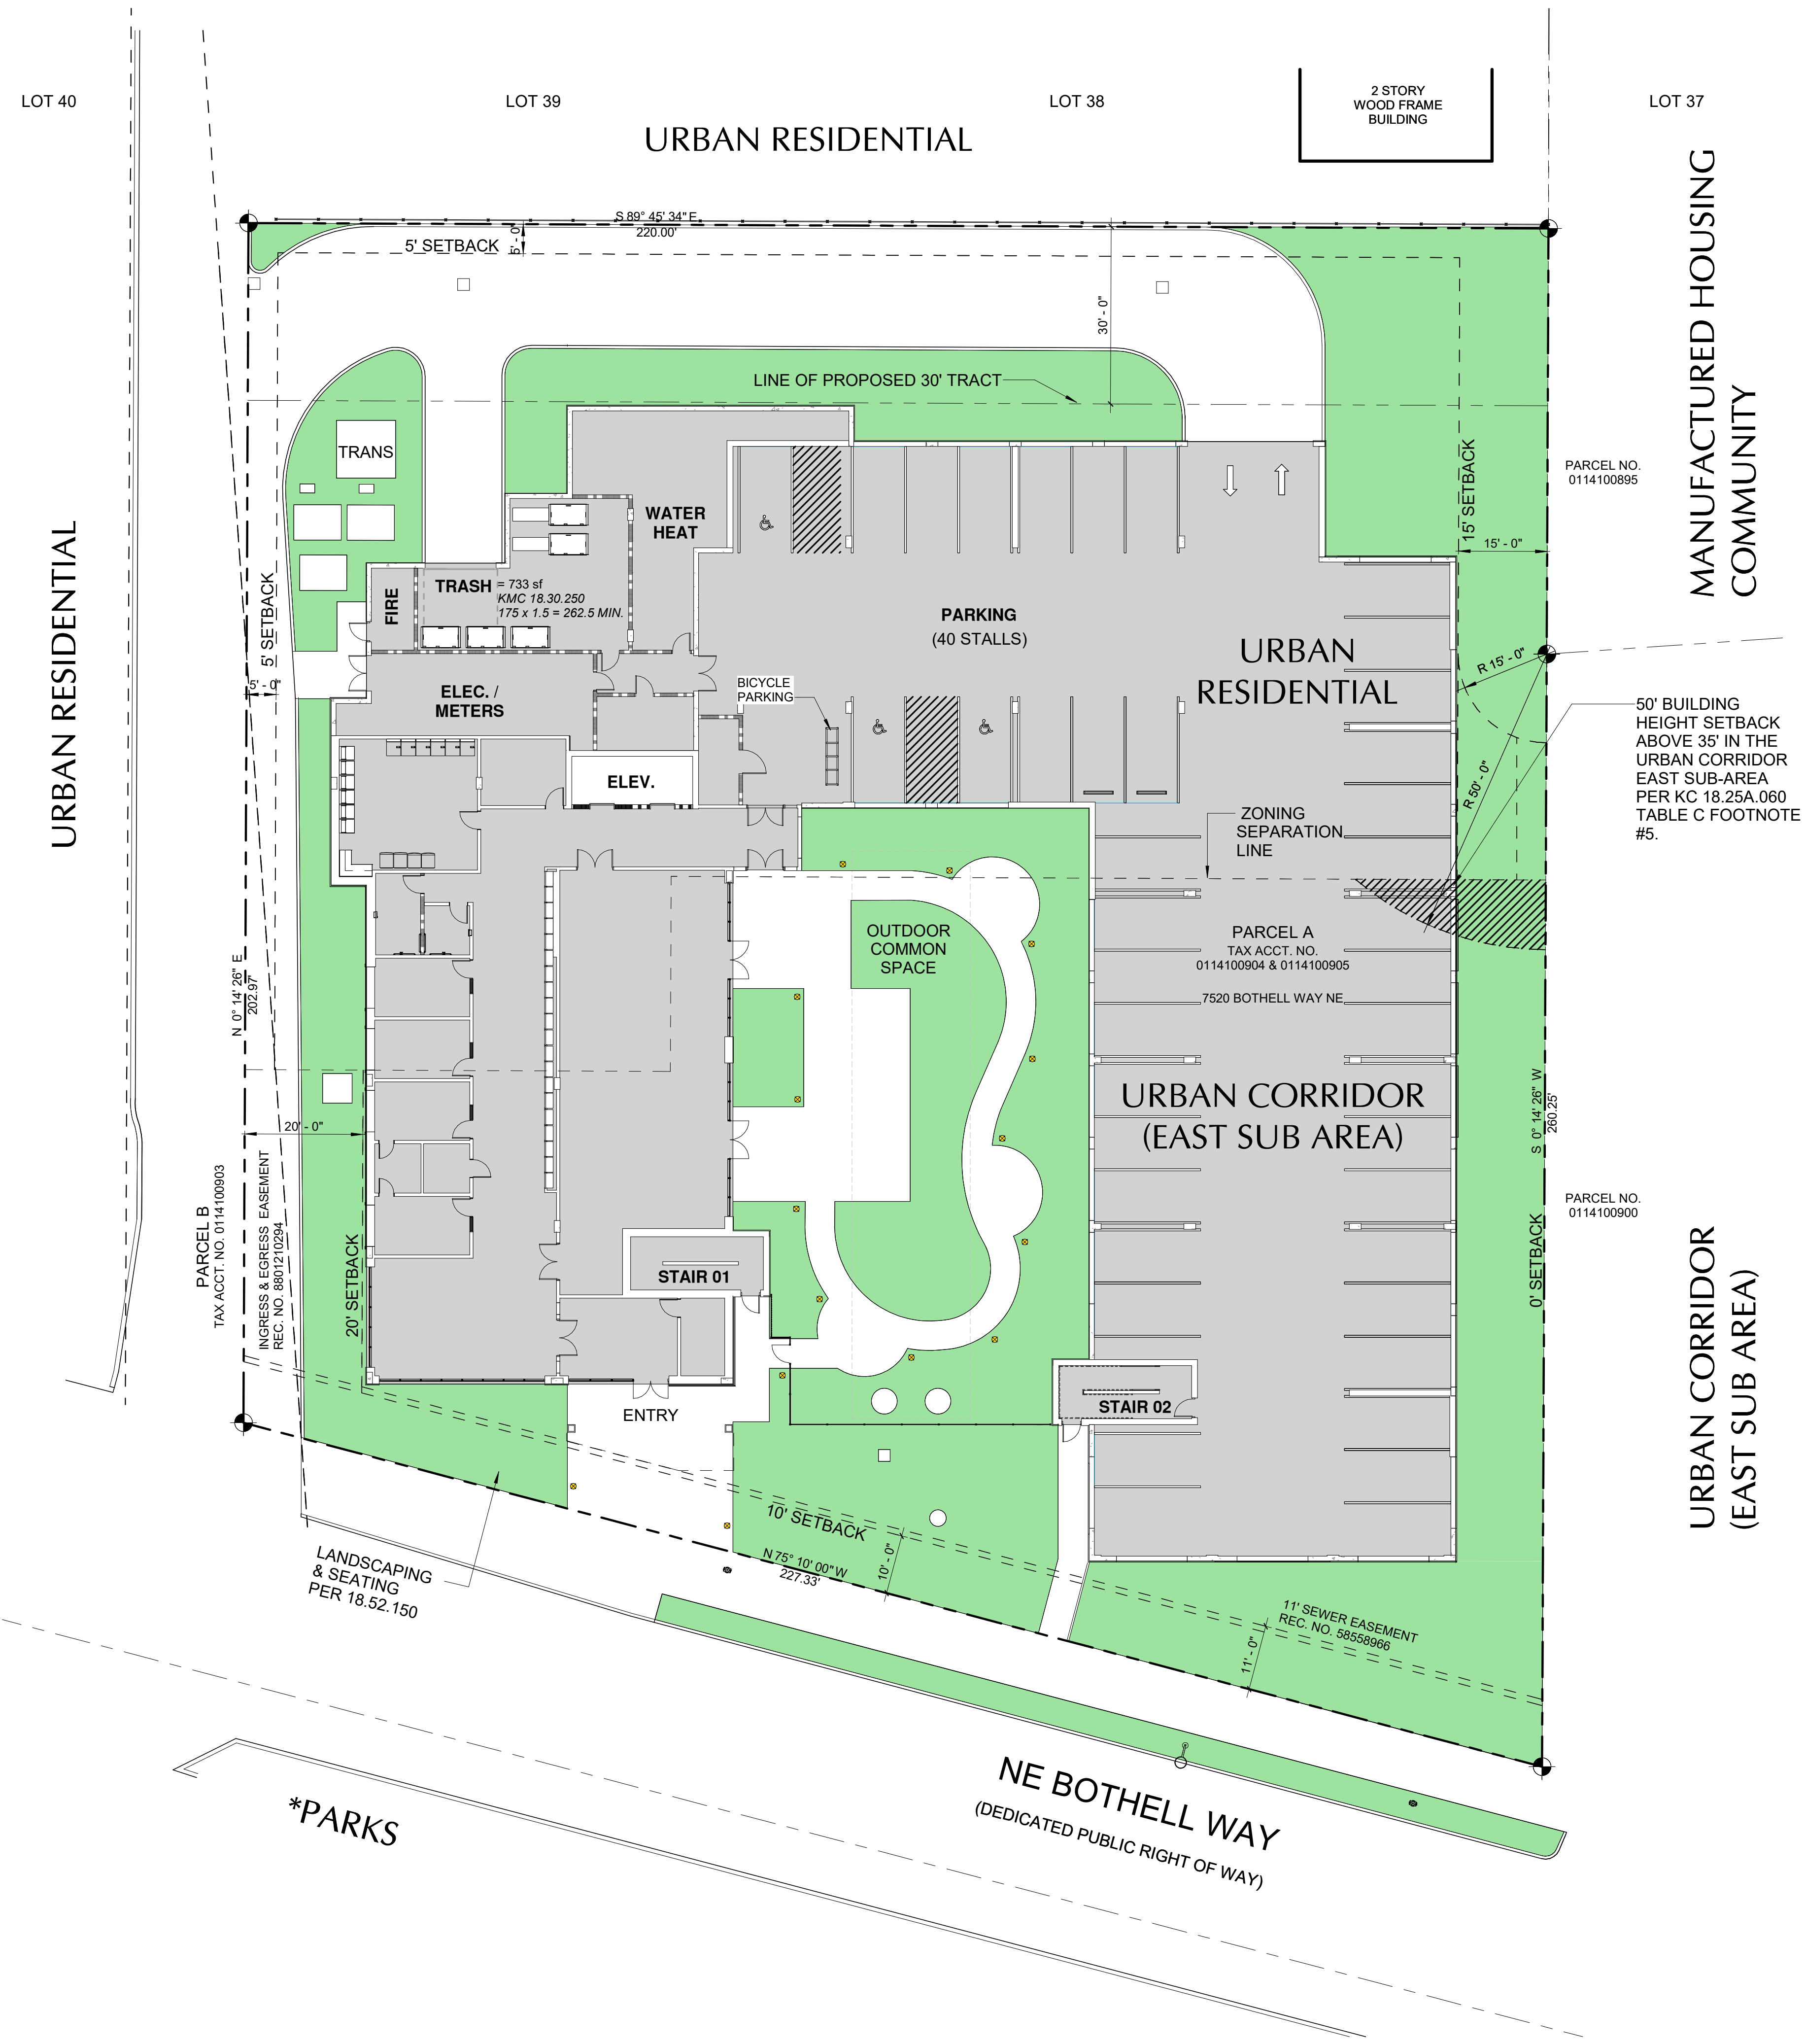 LOT 40
LOT 39
LOT 38
LOT 37
2 STORY
WOOD FRAME
BUILDING
URBAN RESIDENTIAL
MANUFACTURED HOUSING
COMMUNITY
S 89° 45' 34" E
220.00'
5' SETBACK
5' - 0"
30' - 0"
LINE OF PROPOSED 30' TRACT
TRANS
15' SETBACK
15' - 0"
PARCEL NO.
0114100895
WATER
HEAT
URBAN RESIDENTIAL
5' SETBACK
5' - 0"
FIRE
TRASH = 733 sf
KMC 18.30.250
175 x 1.5 = 262.5 MIN.
PARKING
(40 STALLS)
URBAN
RESIDENTIAL
R 15' - 0"
R 50' - 0"
50' BUILDING
HEIGHT SETBACK
ABOVE 35' IN THE
URBAN CORRIDOR
EAST SUB-AREA
PER KC 18.25A.060
TABLE C FOOTNOTE
#5.
ELEC. /
METERS
BICYCLE
PARKING
ELEV.
ZONING
SEPARATION
LINE
OUTDOOR
COMMON
SPACE
PARCEL A
TAX ACCT. NO.
0114100904 & 0114100905
7520 BOTHELL WAY NE
N 0° 14' 26" E
202.97'
URBAN CORRIDOR
(EAST SUB AREA)
S 0° 14' 26" W
260.25'
20' - 0"
PARCEL B
TAX ACCT. NO. 0114100903
INGRESS & EGRESS EASEMENT
REC. NO. 8801210294
20' SETBACK
0' SETBACK
PARCEL NO.
0114100900
URBAN CORRIDOR
(EAST SUB AREA)
STAIR 01
STAIR 02
ENTRY
10' SETBACK
10' - 0"
N 75° 10' 00" W
227.33'
LANDSCAPING
& SEATING
PER 18.52.150
11' SEWER EASEMENT
REC. NO. 58558966
11' - 0"
NE BOTHELL WAY
(DEDICATED PUBLIC RIGHT OF WAY)
*PARKS